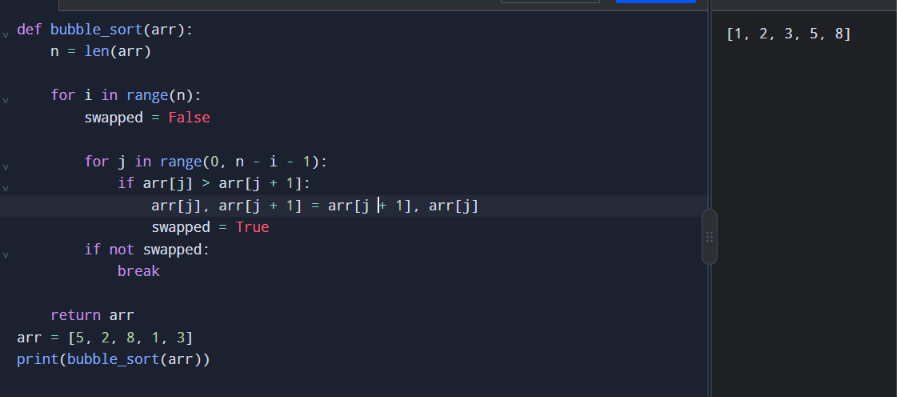 def bubble_sort(arr):
    n = len(arr)

    for i in range(n):
        swapped = False

        for j in range(0, n - i - 1):
            if arr[j] > arr[j + 1]:
                arr[j], arr[j + 1] = arr[j + 1], arr[j]
                swapped = True
        if not swapped:
            break

    return arr
arr = [5, 2, 8, 1, 3]
print(bubble_sort(arr))
[1, 2, 3, 5, 8]